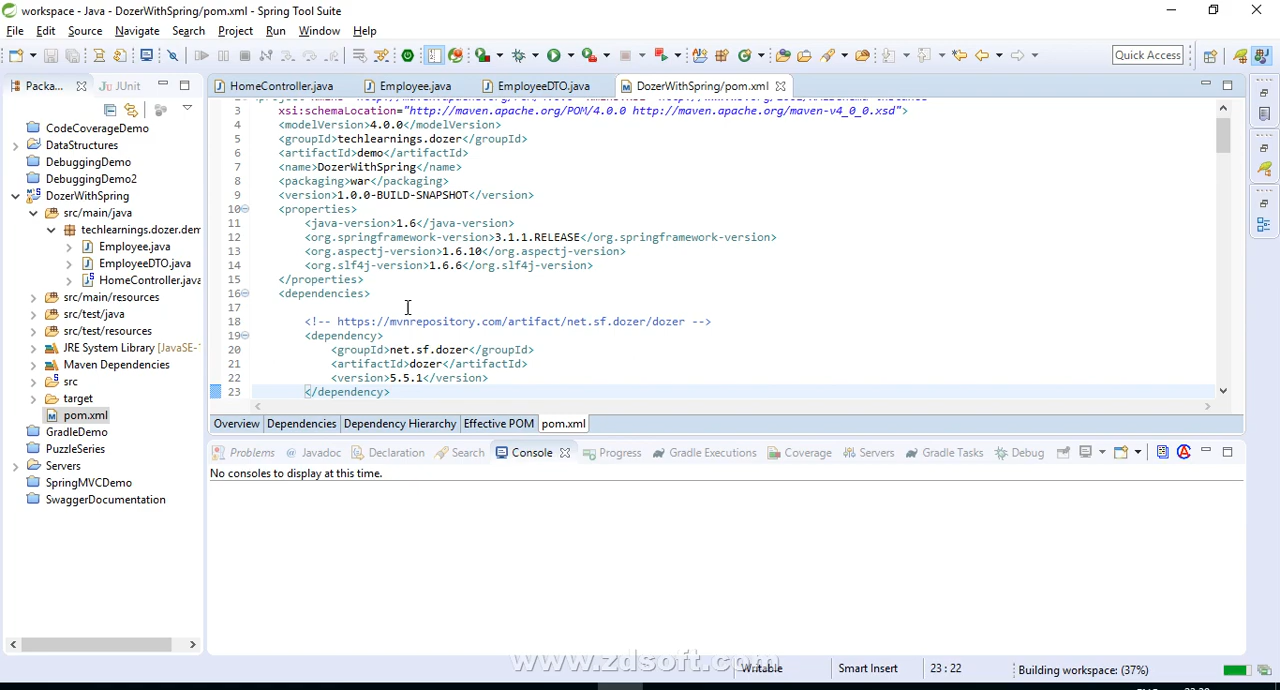 workspace - Java - DozerWithSpring/pom.xml - Spring Tool Suite
File Edit Source Navigate Search Project Run Window Help
Quick Access
Packa... JUnit
HomeController.java Employee.java EmployeeDTO.java DozerWithSpring/pom.xml
CodeCoverageDemo
DataStructures
DebuggingDemo
DebuggingDemo2
DozerWithSpring
src/main/java
techlearnings.dozer.dem
Employee.java
EmployeeDTO.java
HomeController.java
src/main/resources
src/test/java
src/test/resources
JRE System Library [JavaSE-1
Maven Dependencies
src
target
pom.xml
GradleDemo
PuzzleSeries
Servers
SpringMVCDemo
SwaggerDocumentation
3 xsi:schemaLocation="http://maven.apache.org/POM/4.0.0 http://maven.apache.org/maven-v4_0_0.xsd">
4 <modelVersion>4.0.0</modelVersion>
5 <groupId>techlearnings.dozer</groupId>
6 <artifactId>demo</artifactId>
7 <name>DozerWithSpring</name>
8 <packaging>war</packaging>
9 <version>1.0.0-BUILD-SNAPSHOT</version>
10 <properties>
11 <java-version>1.6</java-version>
12 <org.springframework-version>3.1.1.RELEASE</org.springframework-version>
13 <org.aspectj-version>1.6.10</org.aspectj-version>
14 <org.slf4j-version>1.6.6</org.slf4j-version>
15 </properties>
16 <dependencies>
17
18 <!-- https://mvnrepository.com/artifact/net.sf.dozer/dozer -->
19 <dependency>
20 <groupId>net.sf.dozer</groupId>
21 <artifactId>dozer</artifactId>
22 <version>5.5.1</version>
23 </dependency>
Overview Dependencies Dependency Hierarchy Effective POM pom.xml
Problems Javadoc Declaration Search Console Progress Gradle Executions Coverage Servers Gradle Tasks Debug
No consoles to display at this time.
www.zdsoft.com
Writable Smart Insert 23 : 22 Building workspace: (37%)